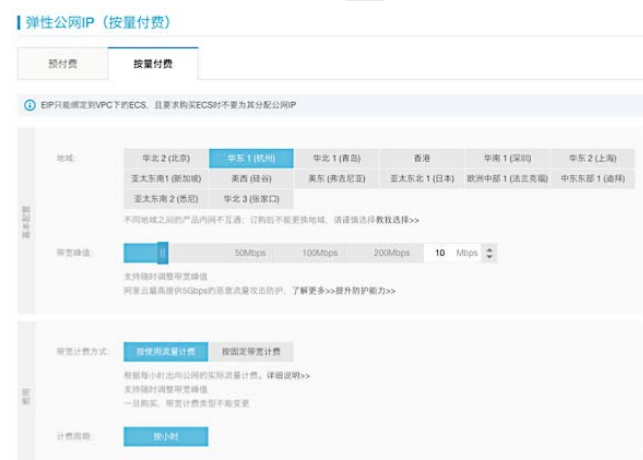 弹性公网IP（按量付费）
预付费 按量付费
EIP只能绑定到VPC下的ECS，且要求购买ECS时不要为其分配公网IP
基本配置
地域: 华北 2 (北京) 华东 1 (杭州) 华北 1 (青岛) 香港 华南 1 (深圳) 华东 2 (上海)
亚太东南1 (新加坡) 美西 (硅谷) 美东 (弗吉尼亚) 亚太东北 1 (日本) 欧洲中部 1 (法兰克福) 中东东部 1 (迪拜)
亚太东南 2 (悉尼) 华北 3 (张家口)
不同地域之间的产品内网不互通；订购后不能更换地域，请谨慎选择教我选择>>
带宽峰值: 50Mbps 100Mbps 200Mbps 10 Mbps
支持随时调整带宽峰值
阿里云最高提供5Gbps的恶意流量攻击防护，了解更多>>提升防护能力>>
费用
带宽计费方式: 按使用流量计费 按固定带宽计费
根据每小时出向公网的实际流量计费。详细说明>>
支持随时调整带宽峰值
一旦购买，带宽计费类型不能变更
计费周期: 按小时